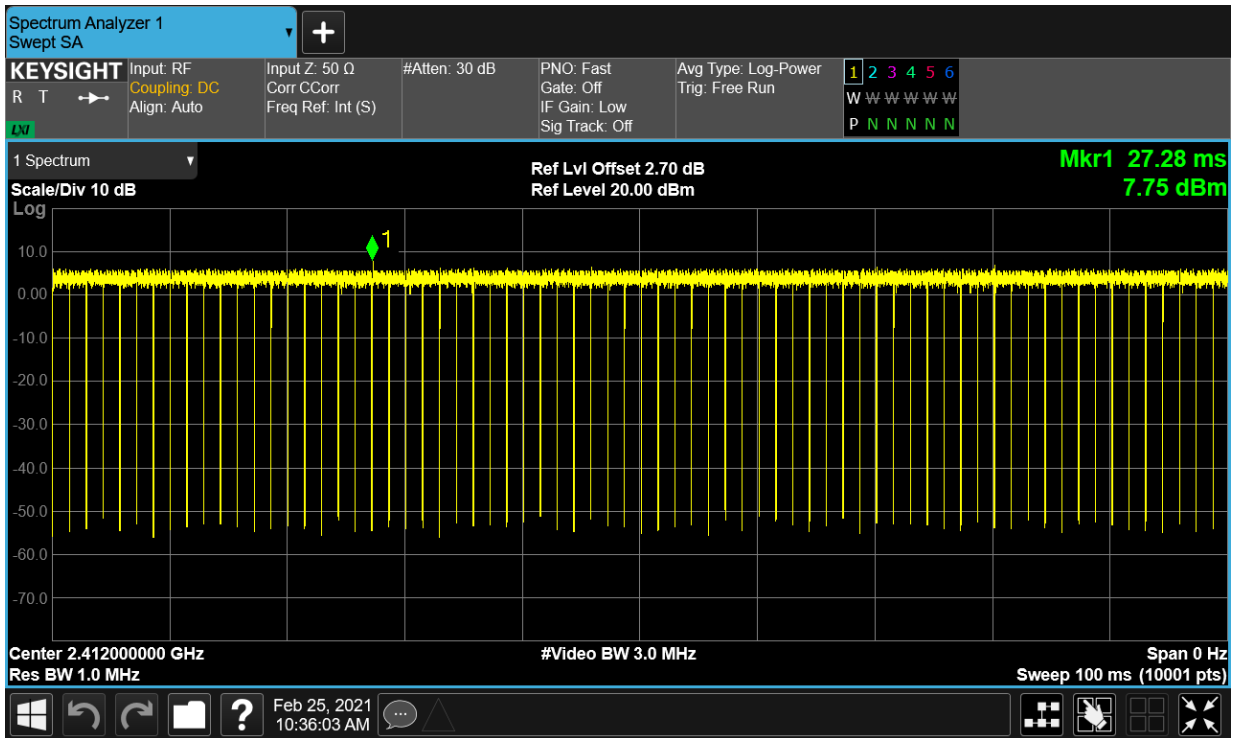 Spectrum Analyzer 1
Swept SA
+
KEYSIGHT
R T
LXI
Input: RF
Coupling: DC
Align: Auto
Input Z: 50 Ω
Corr CCorr
Freq Ref: Int (S)
#Atten: 30 dB
PNO: Fast
Gate: Off
IF Gain: Low
Sig Track: Off
Avg Type: Log-Power
Trig: Free Run
1 2 3 4 5 6
W W W W W W
P N N N N N
1 Spectrum
Scale/Div 10 dB
Log
Ref Lvl Offset 2.70 dB
Ref Level 20.00 dBm
Mkr1 27.28 ms
7.75 dBm
1
10.0
0.00
-10.0
-20.0
-30.0
-40.0
-50.0
-60.0
-70.0
Center 2.412000000 GHz
Res BW 1.0 MHz
#Video BW 3.0 MHz
Span 0 Hz
Sweep 100 ms (10001 pts)
?
Feb 25, 2021
10:36:03 AM